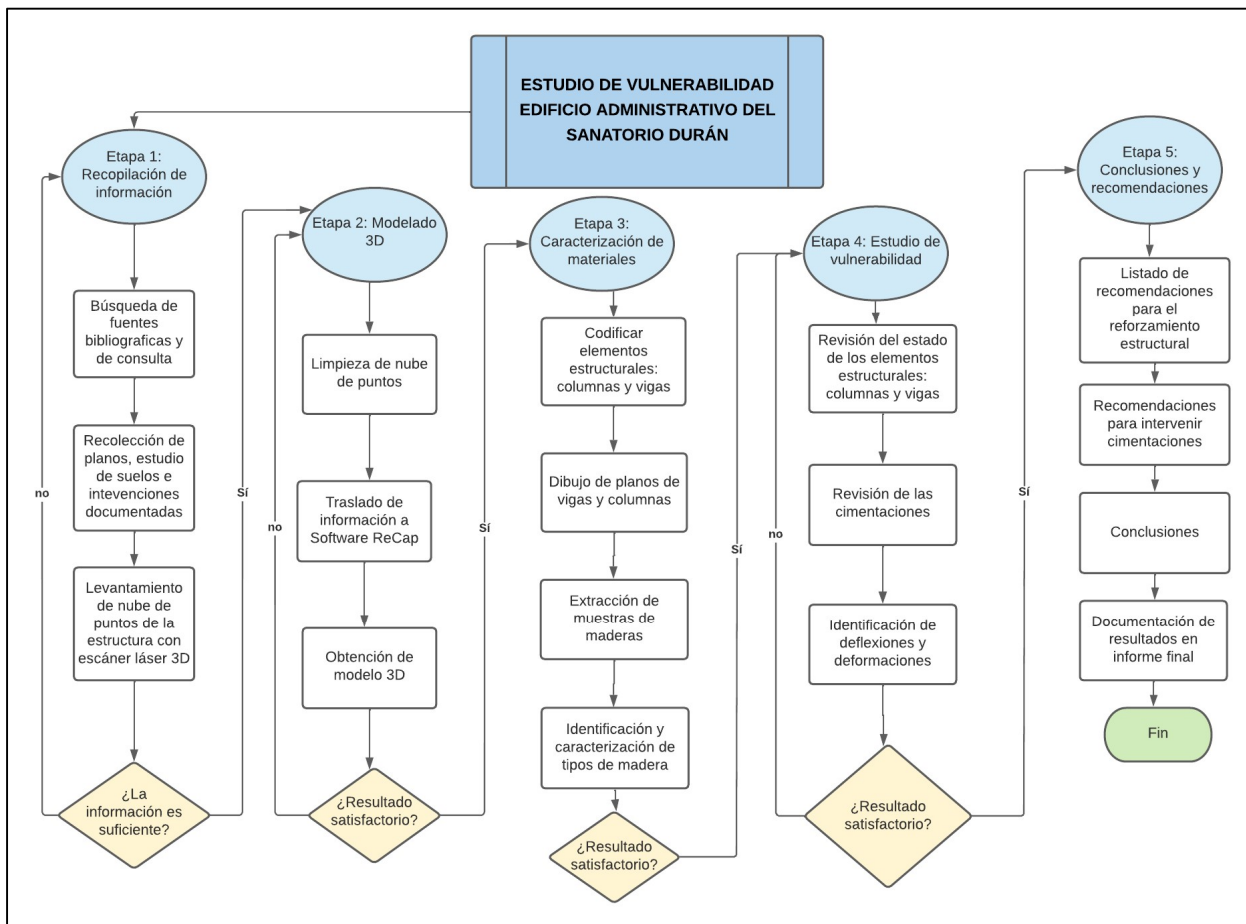 ESTUDIO DE VULNERABILIDAD
EDIFICIO ADMINISTRATIVO DEL
SANATORIO DURÁN
Etapa 1:
Recopilación de
información
Búsqueda de
fuentes
bibliograficas y
de consulta
Recolección de
planos, estudio
de suelos e
intevenciones
documentadas
Levantamiento
de nube de
puntos de la
estructura con
escáner láser 3D
¿La
información es
suficiente?
no
Sí
Etapa 2: Modelado
3D
Limpieza de nube
de puntos
Traslado de
información a
Software ReCap
Obtención de
modelo 3D
¿Resultado
satisfactorio?
no
Sí
Etapa 3:
Caracterización de
materiales
Codificar
elementos
estructurales:
columnas y vigas
Dibujo de planos de
vigas y columnas
Extracción de
muestras de
maderas
Identificación y
caracterización de
tipos de madera
¿Resultado
satisfactorio?
Sí
Etapa 4: Estudio de
vulnerabilidad
Revisión del estado
de los elementos
estructurales:
columnas y vigas
Revisión de las
cimentaciones
Identificación de
deflexiones y
deformaciones
¿Resultado
satisfactorio?
no
Sí
Etapa 5:
Conclusiones y
recomendaciones
Listado de
recomendaciones
para el
reforzamiento
estructural
Recomendaciones
para intervenir
cimentaciones
Conclusiones
Documentación de
resultados en
informe final
Fin